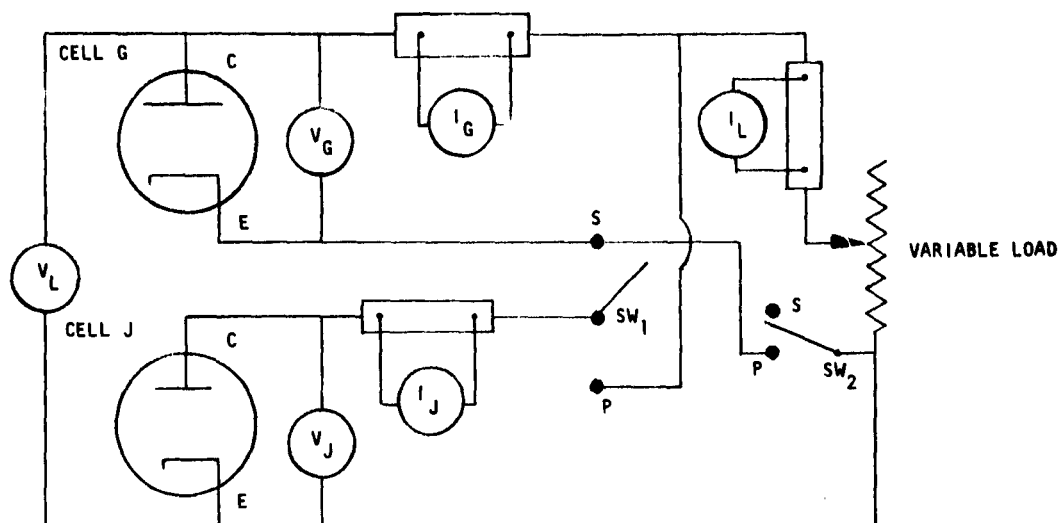 CELL G
C
V_G
I_G
I_L
E
S
VARIABLE LOAD
V_L
CELL J
C
SW_1
S
P
SW_2
I_J
P
V_J
E